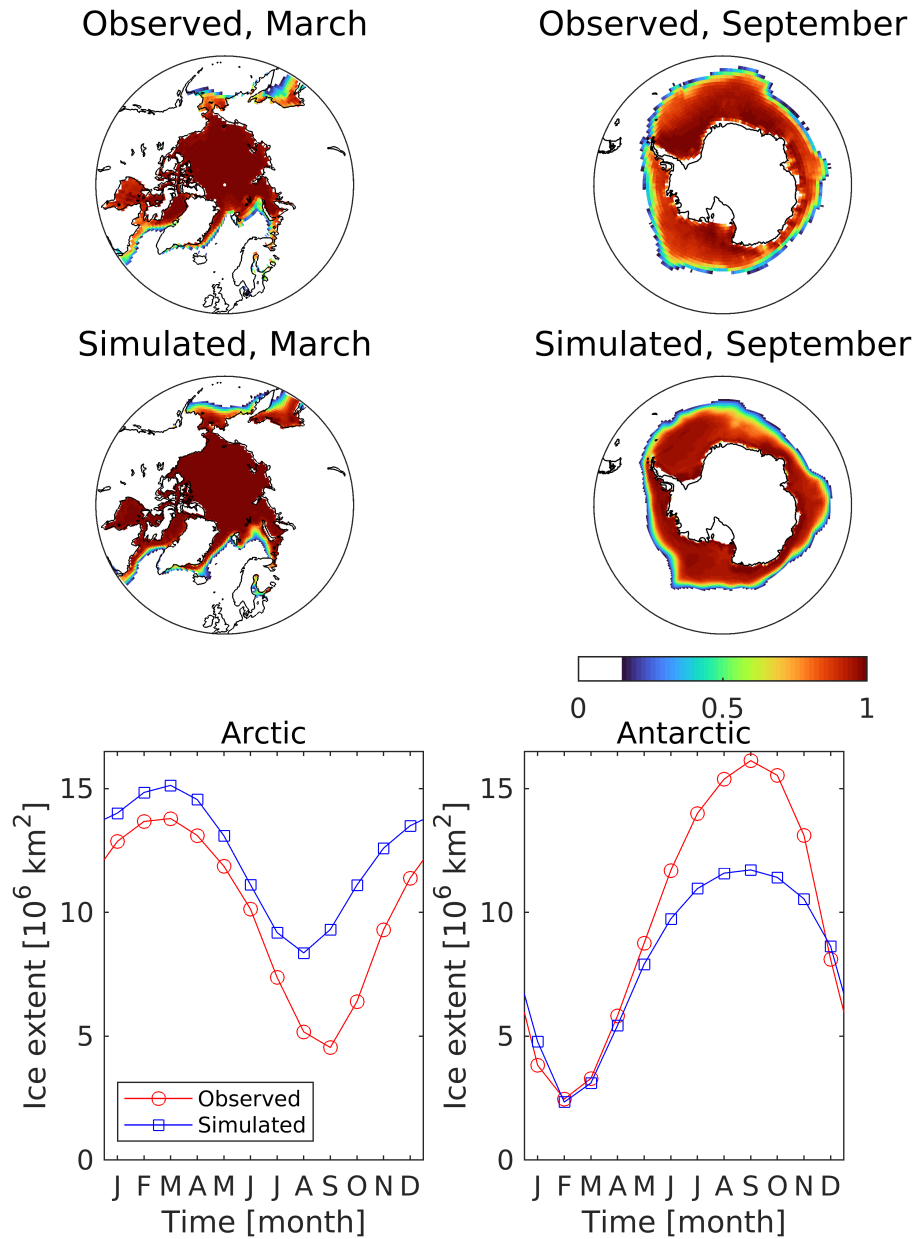 Observed, March
Observed, September
Simulated, March
Simulated, September
0 0.5 1
Arctic
Antarctic
Ice extent [10⁶ km²]
15
10
5
0
Observed
Simulated
J F M A M J J A S O N D
Time [month]
Ice extent [10⁶ km²]
15
10
5
0
J F M A M J J A S O N D
Time [month]